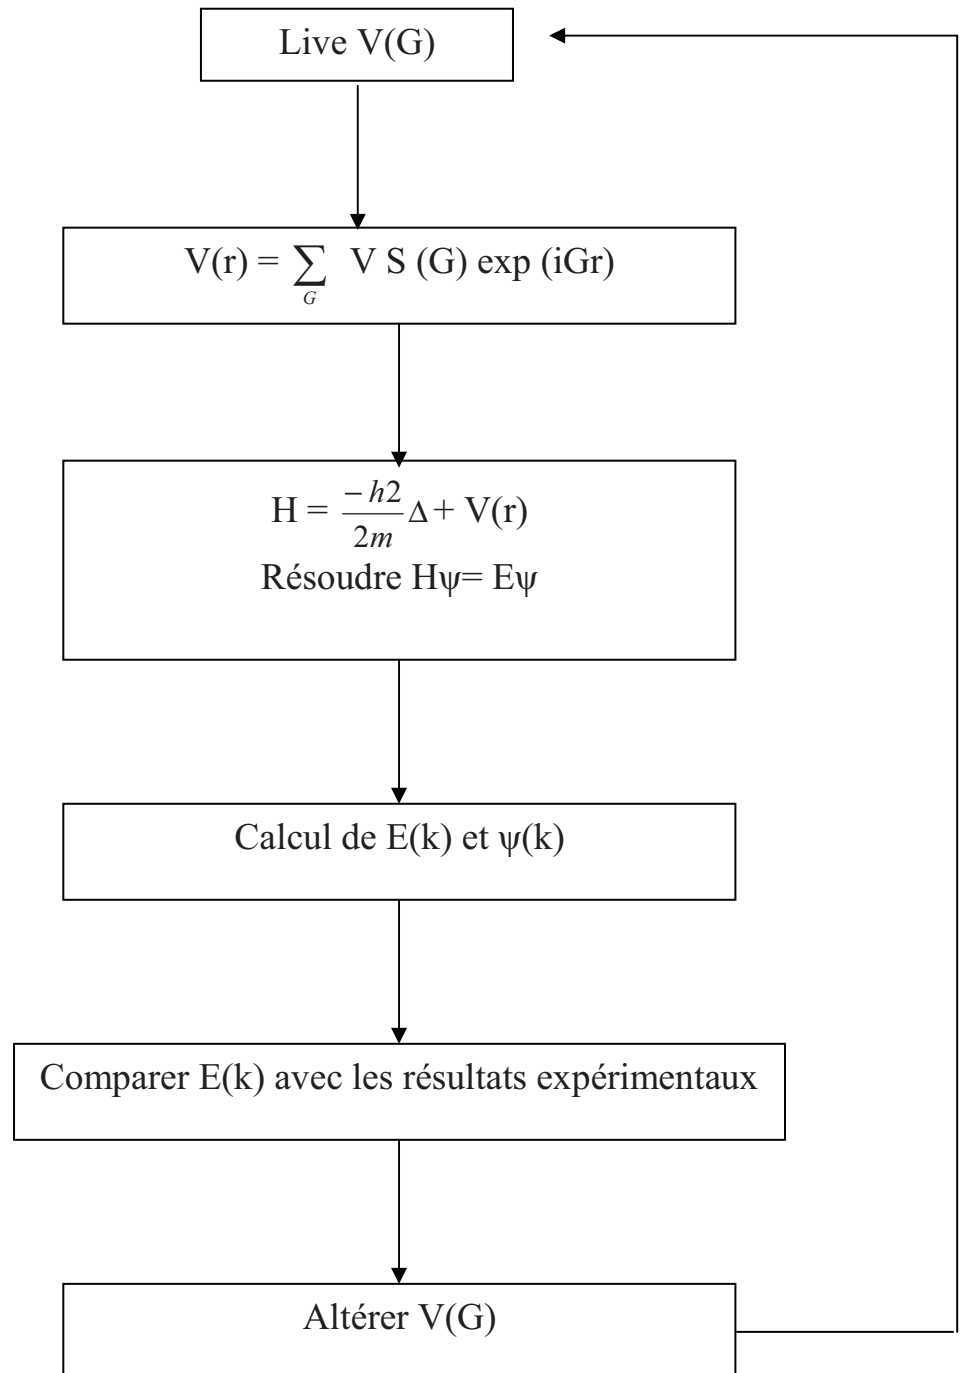 Live V(G)
V(r) = ∑ V S (G) exp (iGr)
G
H = −h2/2m Δ + V(r)
Résoudre Hψ= Eψ
Calcul de E(k) et ψ(k)
Comparer E(k) avec les résultats expérimentaux
Altérer V(G)